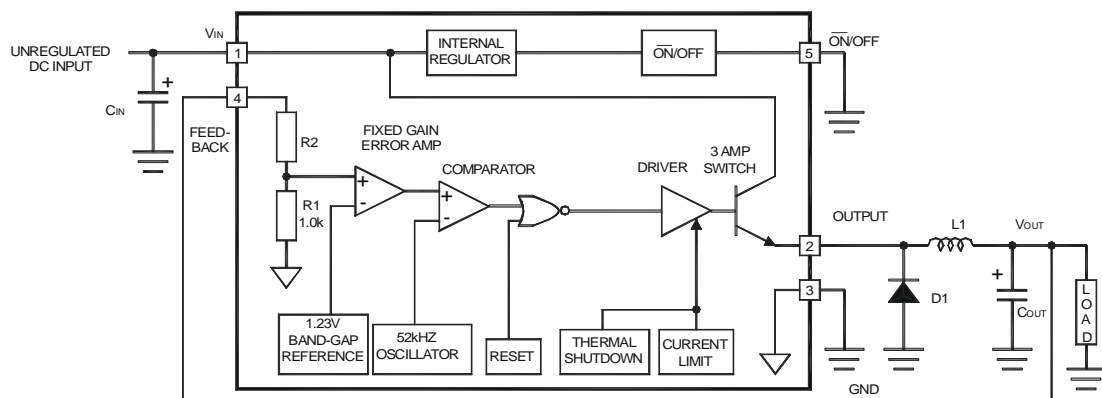 UNREGULATED
DC INPUT
VIN
1
INTERNAL
REGULATOR
ON/OFF
5
ON/OFF
+
CIN
4
FEED-
BACK
R2
R1
1.0k
FIXED GAIN
ERROR AMP
+
-
COMPARATOR
+
-
DRIVER
3 AMP
SWITCH
OUTPUT
2
L1
VOUT
3
D1
+
COUT
LOAD
1.23V
BAND-GAP
REFERENCE
52kHZ
OSCILLATOR
RESET
THERMAL
SHUTDOWN
CURRENT
LIMIT
GND